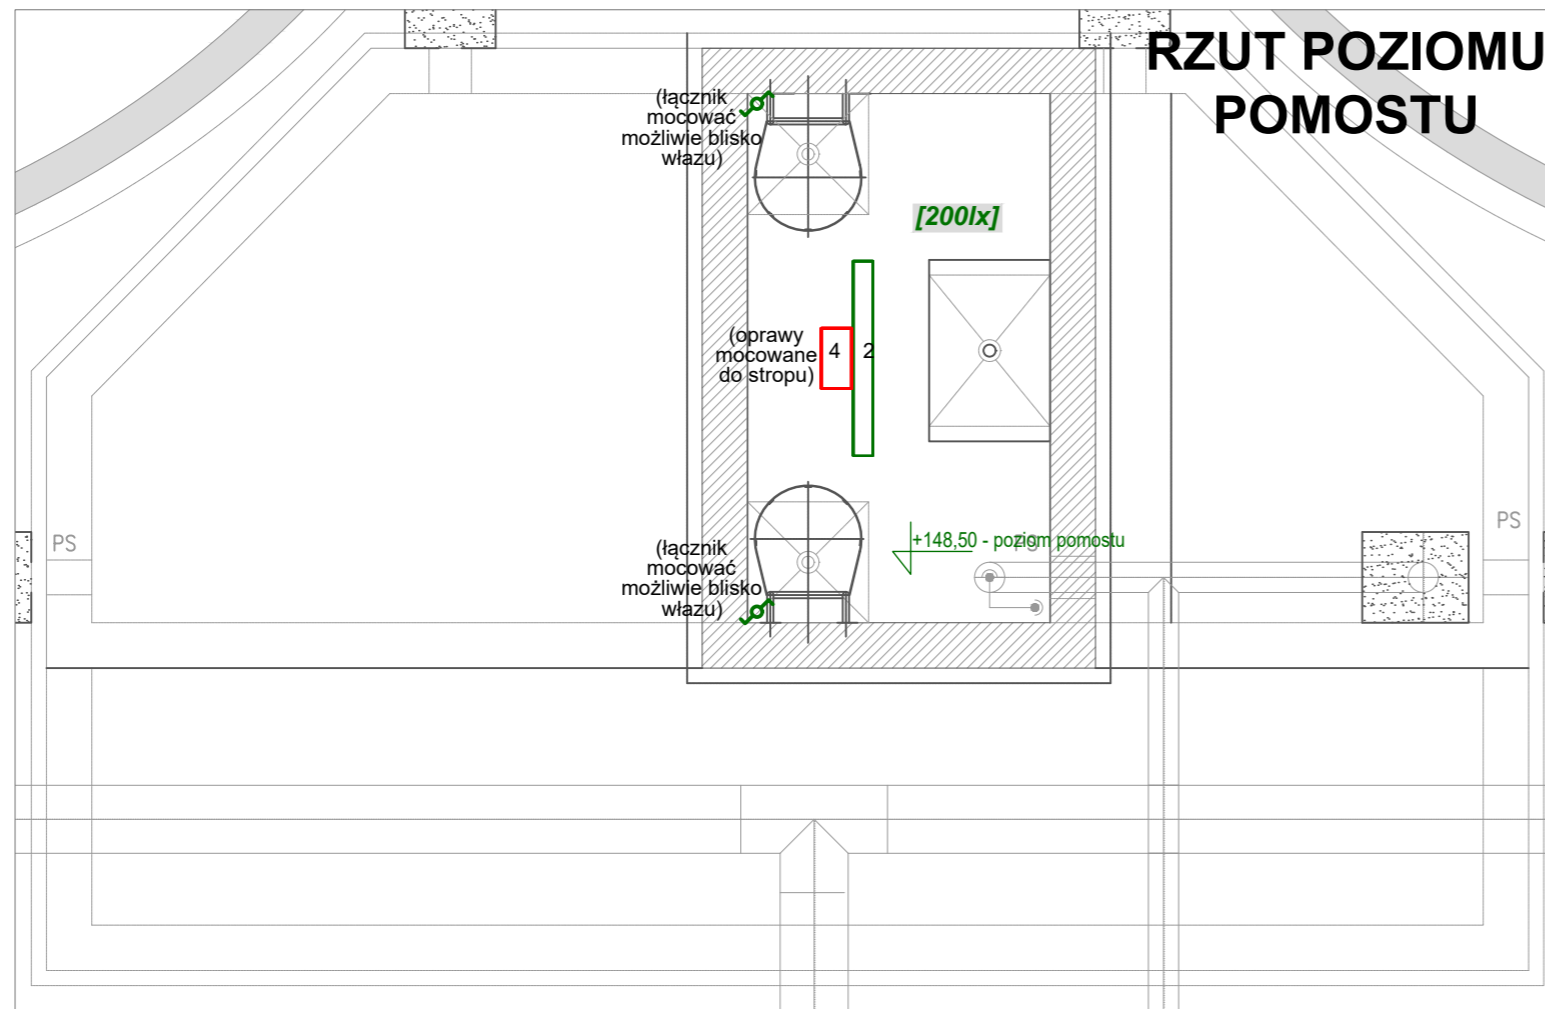 RZUT POZIOMU
POMOSTU
(łącznik
mocować
możliwie blisko
włazu)
[200lx]
(oprawy
mocowane
do stropu)
4
2
PS
PS
(łącznik
mocować
możliwie blisko
włazu)
+148,50 - poziom pomostu
PS